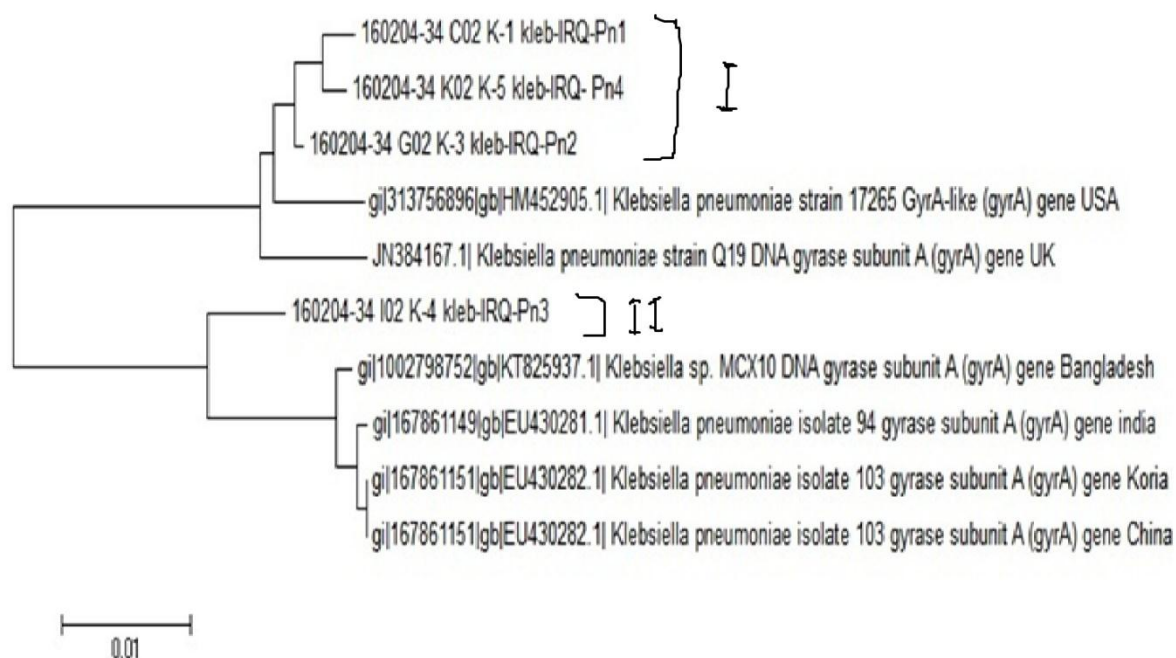 160204-34 C02 K-1 kleb-IRQ-Pn1
160204-34 K02 K-5 kleb-IRQ- Pn4
I
160204-34 G02 K-3 kleb-IRQ-Pn2
gi|313756896|gb|HM452905.1| Klebsiella pneumoniae strain 17265 GyrA-like (gyrA) gene USA
JN384167.1| Klebsiella pneumoniae strain Q19 DNA gyrase subunit A (gyrA) gene UK
160204-34 I02 K-4 kleb-IRQ-Pn3 II
gi|1002798752|gb|KT825937.1| Klebsiella sp. MCX10 DNA gyrase subunit A (gyrA) gene Bangladesh
gi|167861149|gb|EU430281.1| Klebsiella pneumoniae isolate 94 gyrase subunit A (gyrA) gene india
gi|167861151|gb|EU430282.1| Klebsiella pneumoniae isolate 103 gyrase subunit A (gyrA) gene Koria
gi|167861151|gb|EU430282.1| Klebsiella pneumoniae isolate 103 gyrase subunit A (gyrA) gene China
0.01